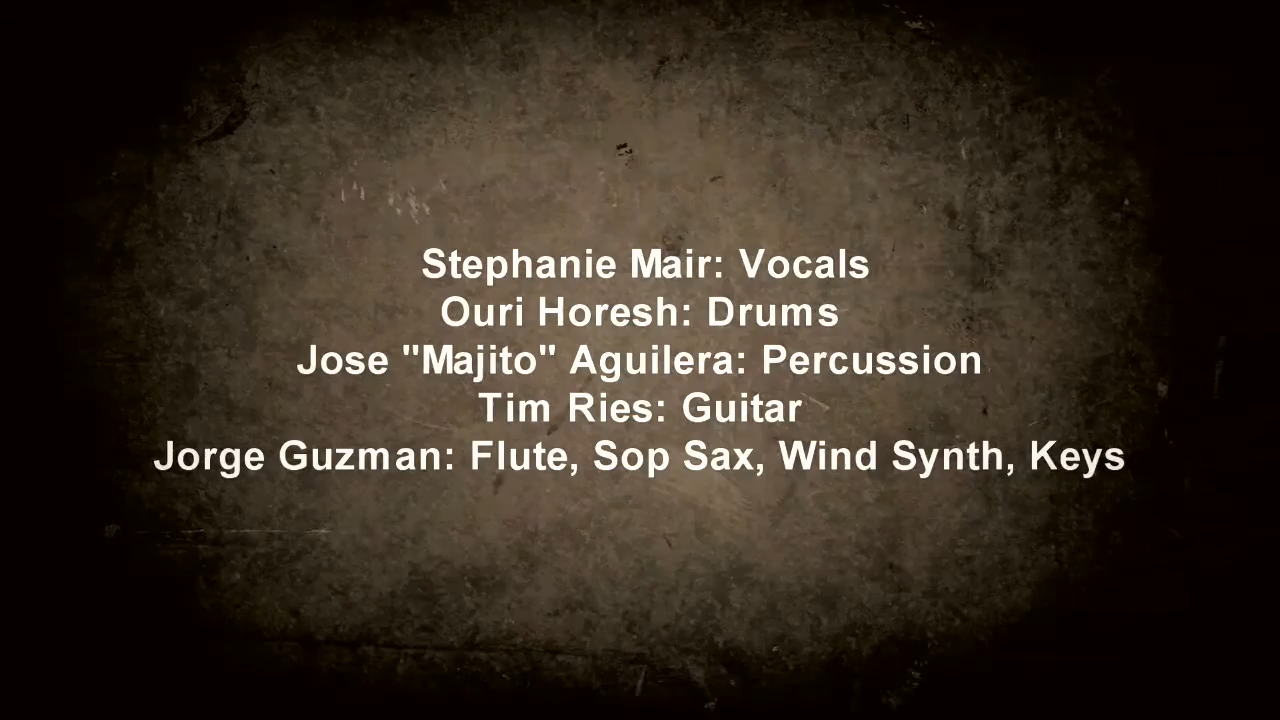 Stephanie Mair: Vocals
Ouri Horesh: Drums
Jose "Majito" Aguilera: Percussion
Tim Ries: Guitar
Jorge Guzman: Flute, Sop Sax, Wind Synth, Keys